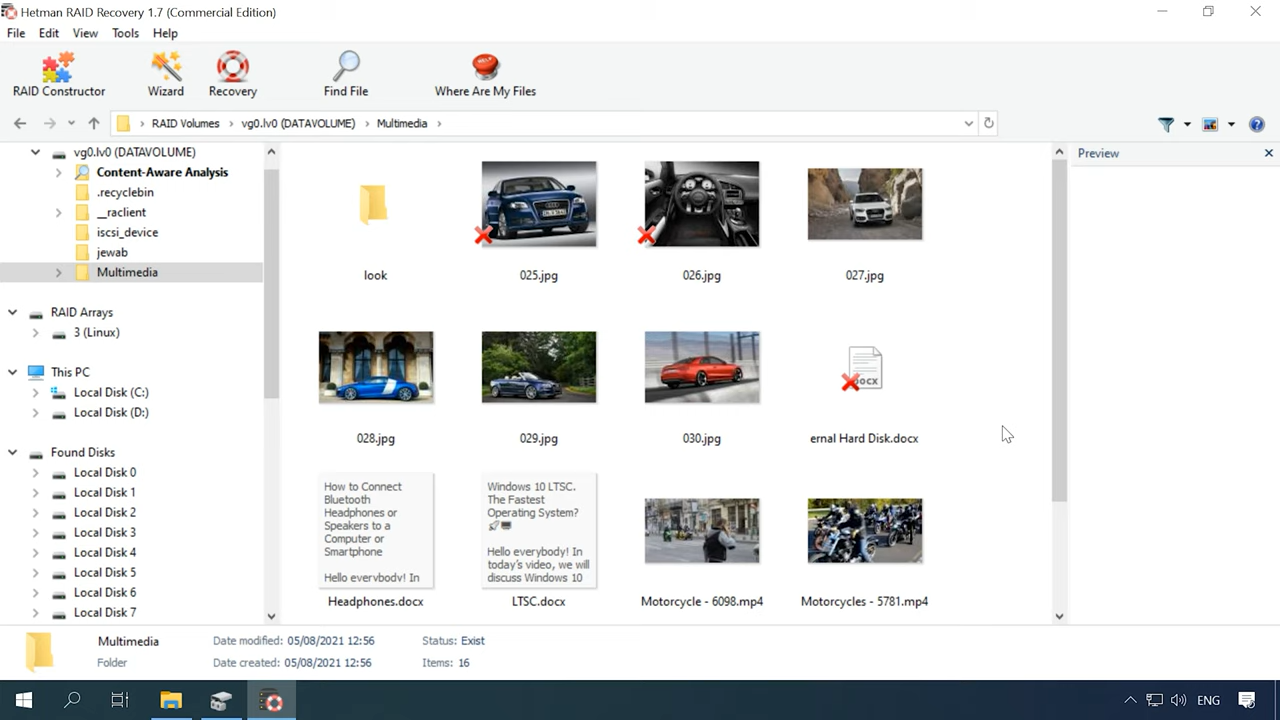 Hetman RAID Recovery 1.7 (Commercial Edition)
File Edit View Tools Help
RAID Constructor Wizard Recovery Find File Where Are My Files
RAID Volumes vg0.lv0 (DATAVOLUME) Multimedia
vg0.lv0 (DATAVOLUME)
Content-Aware Analysis
.recyclebin
__raclient
iscsi_device
jewab
Multimedia
RAID Arrays
3 (Linux)
This PC
Local Disk (C:)
Local Disk (D:)
Found Disks
Local Disk 0
Local Disk 1
Local Disk 2
Local Disk 3
Local Disk 4
Local Disk 5
Local Disk 6
Local Disk 7
look 025.jpg 026.jpg 027.jpg
DOCX
028.jpg 029.jpg 030.jpg ernal Hard Disk.docx
How to Connect
Bluetooth
Headphones or
Speakers to a
Computer or
Smartphone
Hello everybody! In
Windows 10 LTSC.
The Fastest
Operating System?
🚀💻
Hello everybody! In
today's video, we will
discuss Windows 10
Headphones.docx LTSC.docx Motorcycle - 6098.mp4 Motorcycles - 5781.mp4
Preview
Multimedia Date modified: 05/08/2021 12:56 Status: Exist
Folder Date created: 05/08/2021 12:56 Items: 16
ENG